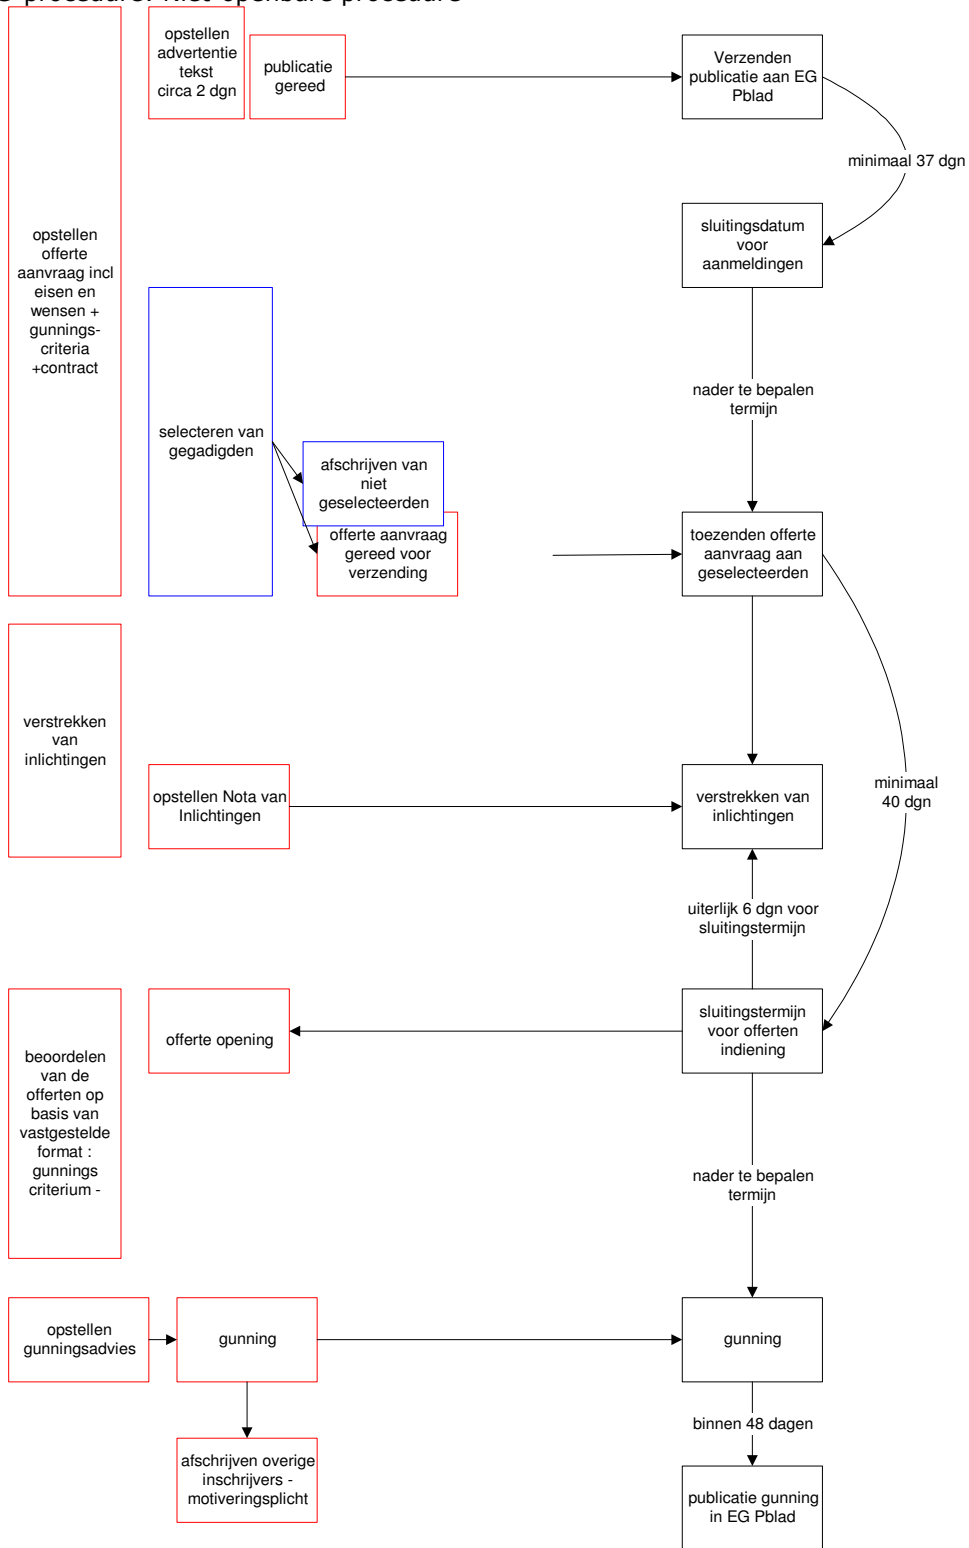 procedure: Niet-openbare procedure
opstellen
advertentie
tekst
circa 2 dgn
publicatie
gereed
Verzenden
publicatie aan EG
Pblad
minimaal 37 dgn
sluitingsdatum
voor
aanmeldingen
opstellen
offerte
aanvraag incl
eisen en
wensen +
gunnings-
criteria
+contract
nader te bepalen
termijn
selecteren van
gegadigden
afschrijven van
niet
geselecteerden
offerte aanvraag
gereed voor
verzending
toezenden offerte
aanvraag aan
geselecteerden
verstrekken
van
inlichtingen
opstellen Nota van
Inlichtingen
verstrekken van
inlichtingen
minimaal
40 dgn
uiterlijk 6 dgn voor
sluitingstermijn
offerte opening
sluitingstermijn
voor offerten
indiening
beoordelen
van de
offerten op
basis van
vastgestelde
format :
gunnings
criterium -
nader te bepalen
termijn
opstellen
gunningsadvies
gunning
gunning
binnen 48 dagen
afschrijven overige
inschrijvers -
motiveringsplicht
publicatie gunning
in EG Pblad